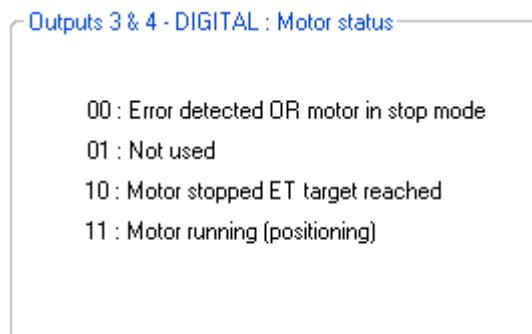 Outputs 3 & 4 - DIGITAL : Motor status
00 : Error detected OR motor in stop mode
01 : Not used
10 : Motor stopped ET target reached
11 : Motor running (positioning)